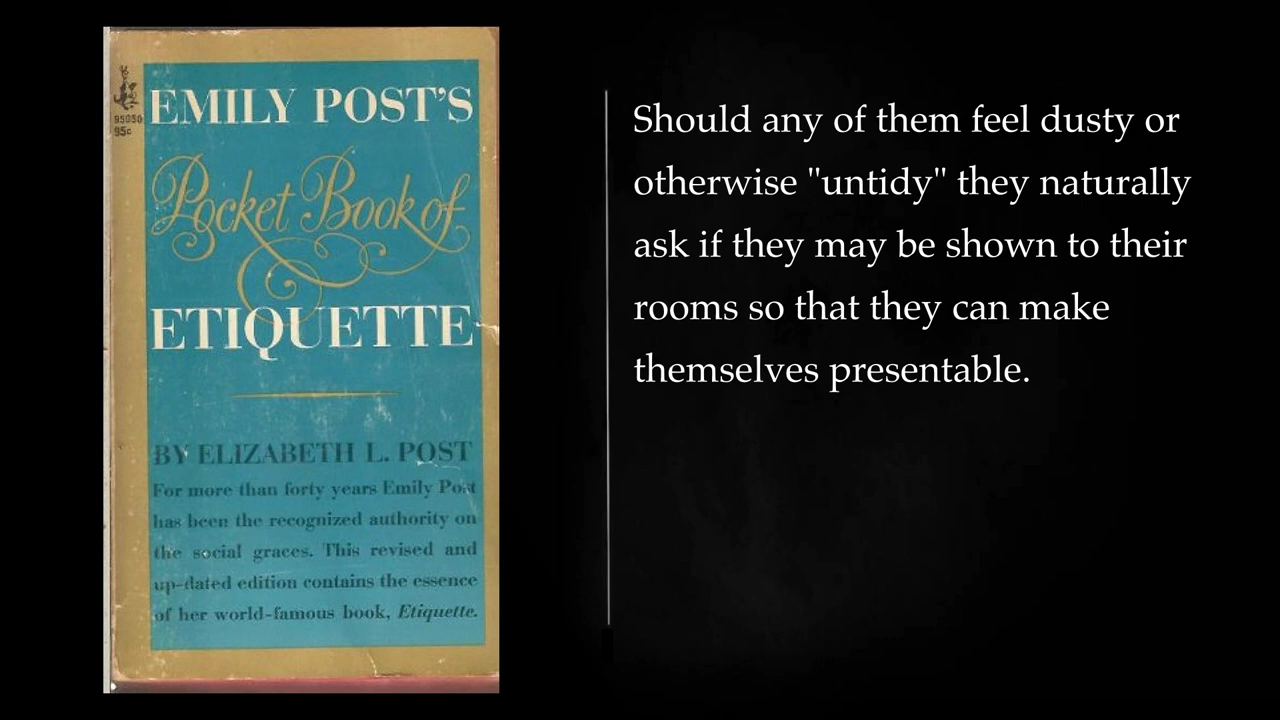 EMILY POST'S
Pocket Book of
ETIQUETTE
95050
95c
BY ELIZABETH L. POST
For more than forty years Emily Post
has been the recognized authority on
the social graces. This revised and
up-dated edition contains the essence
of her world-famous book, Etiquette.
Should any of them feel dusty or
otherwise "untidy" they naturally
ask if they may be shown to their
rooms so that they can make
themselves presentable.